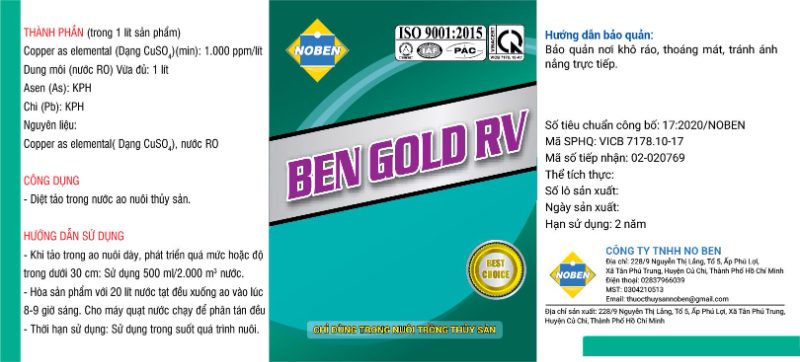 THÀNH PHẦN (trong 1 lít sản phẩm)
Copper as elemental (Dạng CuSO₄)(min): 1.000 ppm/lít
Dung môi (nước RO) Vừa đủ: 1 lít
Asen (As): KPH
Chì (Pb): KPH
Nguyên liệu:
Copper as elemental( Dạng CuSO₄), nước RO
CÔNG DỤNG
- Diệt tảo trong nước ao nuôi thủy sản.
HƯỚNG DẪN SỬ DỤNG
- Khi tảo trong ao nuôi dày, phát triển quá mức hoặc độ
trong dưới 30 cm: Sử dụng 500 ml/2.000 m³ nước.
- Hòa sản phẩm với 20 lít nước tạt đều xuống ao vào lúc
8-9 giờ sáng. Cho máy quạt nước chạy để phân tán đều
- Thời hạn sử dụng: Sử dụng trong suốt quá trình nuôi.
NOBEN
ISO 9001:2015
IAF
PAC
BEN GOLD RV
BEST
CHOICE
CHỈ DÙNG TRONG NUÔI TRỒNG THỦY SẢN
Hướng dẫn bảo quản:
Bảo quản nơi khô ráo, thoáng mát, tránh ánh
nắng trực tiếp.
Số tiêu chuẩn công bố: 17:2020/NOBEN
Mã SPHQ: VICB 7178.10-17
Mã số tiếp nhận: 02-020769
Thể tích thực:
Số lô sản xuất:
Ngày sản xuất:
Hạn sử dụng: 2 năm
NOBEN
CÔNG TY TNHH NO BEN
Địa chỉ: 228/9 Nguyễn Thị Lắng, Tổ 5, Ấp Phú Lợi,
Xã Tân Phú Trung, Huyện Củ Chi, Thành Phố Hồ Chí Minh
Điện thoại: 02837966039
MST: 0304210513
Email: thuocthuysannoben@gmail.com
Địa chỉ sản xuất: 228/9 Nguyễn Thị Lắng, Tổ 5, Ấp Phú Lợi, Xã Tân Phú Trung,
Huyện Củ Chi, Thành Phố Hồ Chí Minh